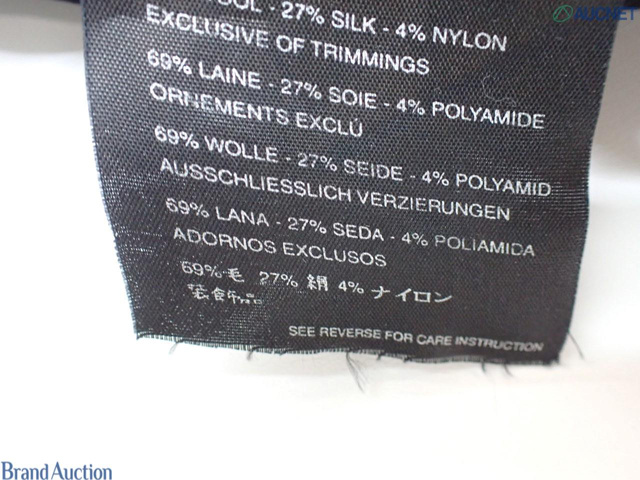 - 27% SILK - 4% NYLON
EXCLUSIVE OF TRIMMINGS
69% LAINE - 27% SOIE - 4% POLYAMIDE
ORNEMENTS EXCLÚ
69% WOLLE - 27% SEIDE - 4% POLYAMID
AUSSCHLIESSLICH VERZIERUNGEN
69% LANA - 27% SEDA - 4% POLIAMIDA
ADORNOS EXCLUSOS
69% 毛 27% 絹 4% ナイロン
SEE REVERSE FOR CARE INSTRUCTION
AUCNET
Brand Auction